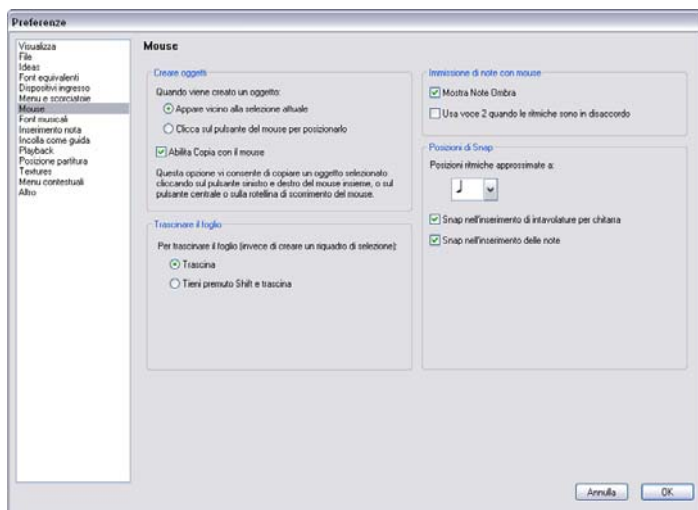 Preferenze
Visualizza
File
Ideas
Font equivalenti
Dispositivi ingresso
Menu e scorciatoie
Mouse
Font musicali
Inserimento nota
Incolla come guida
Playback
Posizione partitura
Textures
Menu contestuali
Altro
Mouse
Creare oggetti
Quando viene creato un oggetto:
Appare vicino alla selezione attuale
Clicca sul pulsante del mouse per posizionarlo
Abilita Copia con il mouse
Questa opzione vi consente di copiare un oggetto selezionato
cliccando sul pulsante sinistro e destro del mouse insieme, o sul
pulsante centrale o sulla rotellina di scorrimento del mouse.
Trascinare il foglio
Per trascinare il foglio (invece di creare un riquadro di selezione):
Trascina
Tieni premuto Shift e trascina
Immissione di note con mouse
Mostra Note Ombra
Usa voce 2 quando le ritmiche sono in disaccordo
Posizioni di Snap
Posizioni ritmiche approssimate a:
Snap nell'inserimento di intavolature per chitarra
Snap nell'inserimento delle note
Annulla
OK